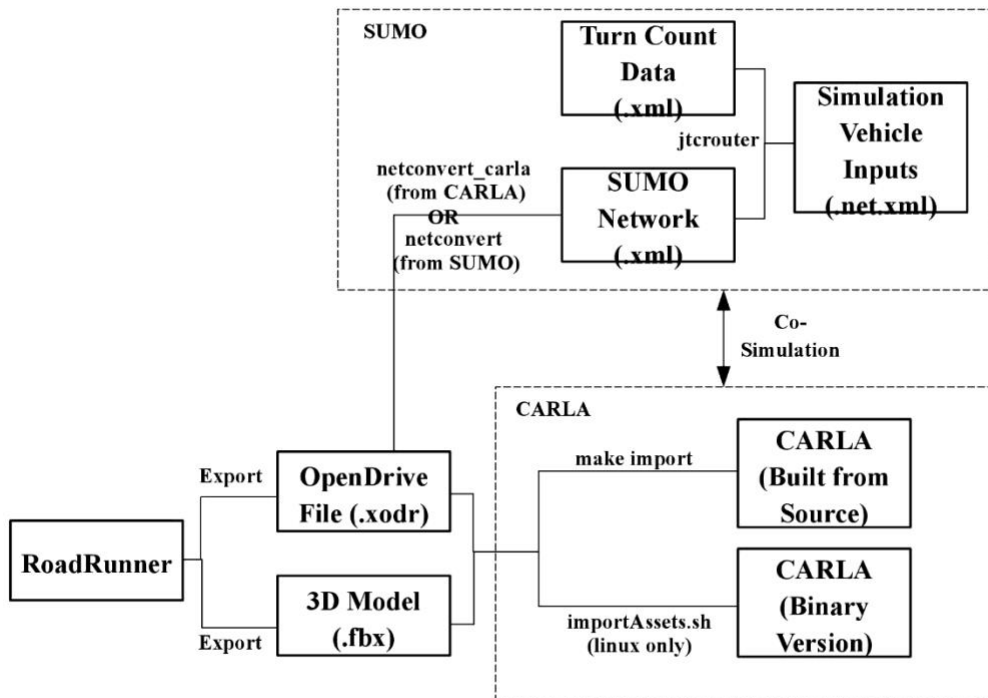 SUMO
Turn Count
Data
(.xml)
Simulation
Vehicle
Inputs
(.net.xml)
jtcrouter
netconvert_carla
(from CARLA)
OR
netconvert
(from SUMO)
SUMO
Network
(.xml)
Co-
Simulation
CARLA
make import
CARLA
(Built from
Source)
Export
OpenDrive
File (.xodr)
RoadRunner
3D Model
(.fbx)
Export
importAssets.sh
(linux only)
CARLA
(Binary
Version)